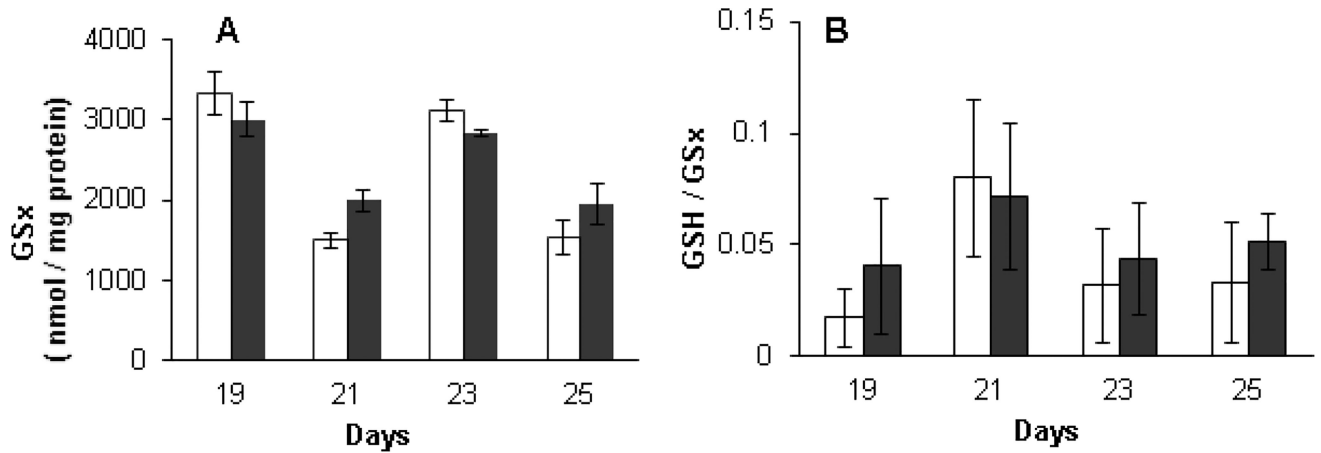 A
GSx
( nmol / mg protein)
4000
3000
2000
1000
0
19 21 23 25
Days
B
GSH / GSx
0.15
0.1
0.05
0
19 21 23 25
Days